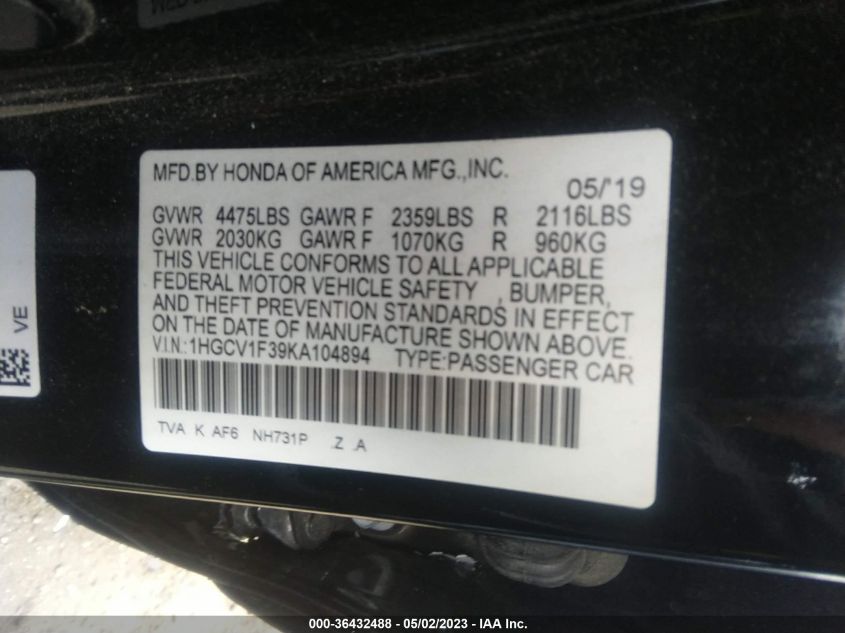 MFD.BY HONDA OF AMERICA MFG.,INC.
05/'19
GVWR 4475LBS GAWR F 2359LBS R 2116LBS
GVWR 2030KG GAWR F 1070KG R 960KG
THIS VEHICLE CONFORMS TO ALL APPLICABLE
FEDERAL MOTOR VEHICLE SAFETY , BUMPER,
AND THEFT PREVENTION STANDARDS IN EFFECT
ON THE DATE OF MANUFACTURE SHOWN ABOVE.
V.I.N.:1HGCV1F39KA104894 TYPE:PASSENGER CAR
TVA K AF6 NH731P .Z .A
VE
000-36432488 - 05/02/2023 - IAA Inc.